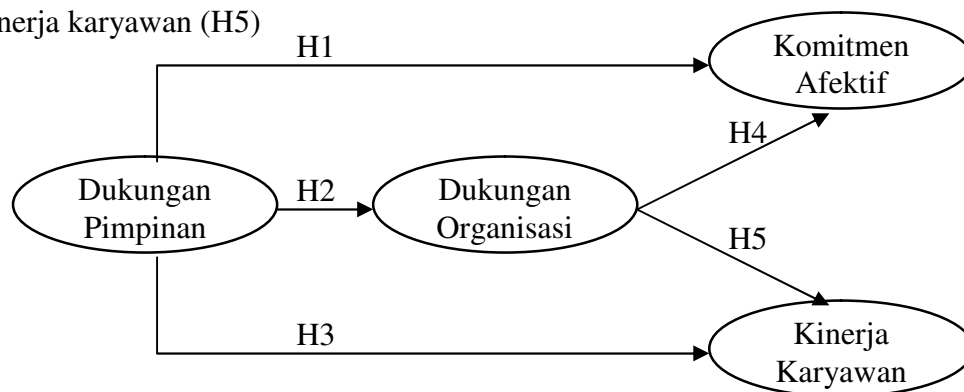 nerja karyawan (H5)
H1
Komitmen
Afektif
H4
Dukungan
Pimpinan
H2
Dukungan
Organisasi
H5
H3
Kinerja
Karyawan